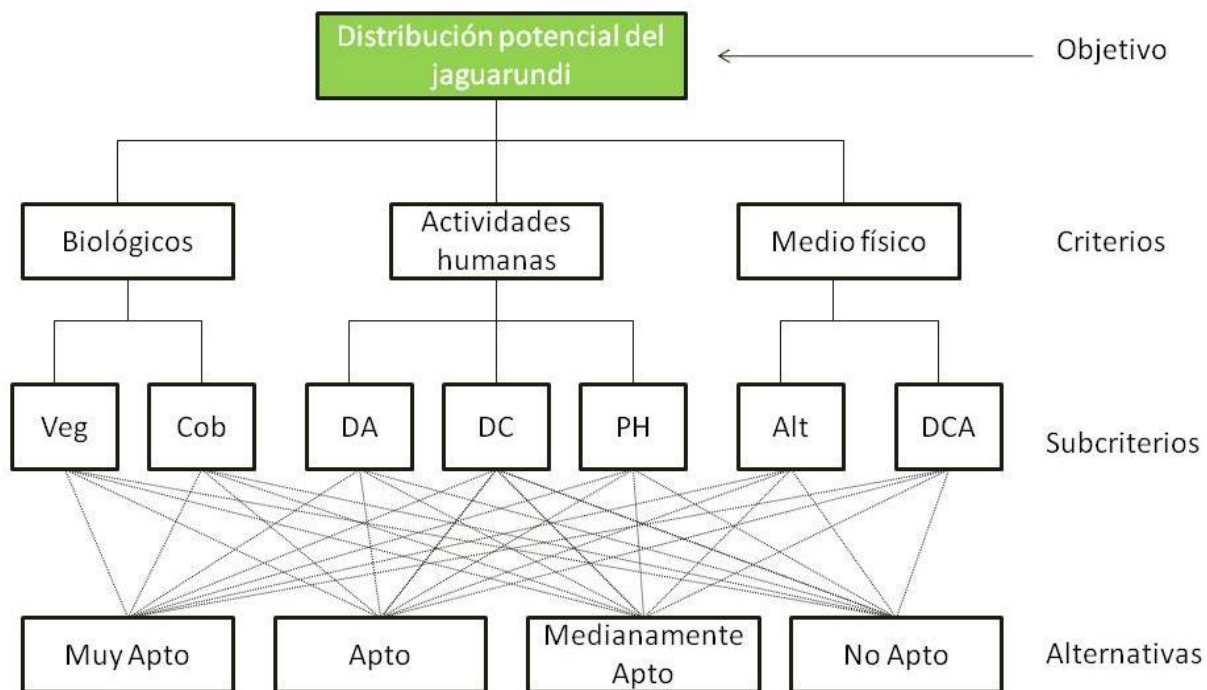 Distribución potencial del
jaguarundi
Objetivo
Biológicos
Actividades
humanas
Medio físico
Criterios
Veg
Cob
DA
DC
PH
Alt
DCA
Subcriterios
Muy Apto
Apto
Medianamente
Apto
No Apto
Alternativas